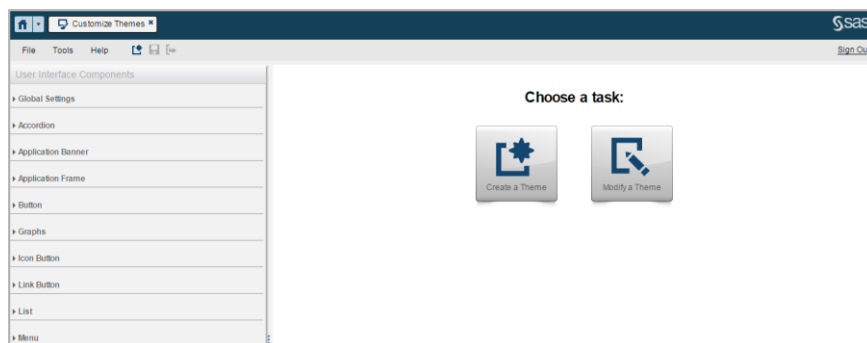 Customize Themes
sas
File Tools Help
Sign Ou
User Interface Components
Global Settings
Accordion
Application Banner
Application Frame
Button
Graphs
Icon Button
Link Button
List
Menu
Choose a task:
Create a Theme
Modify a Theme